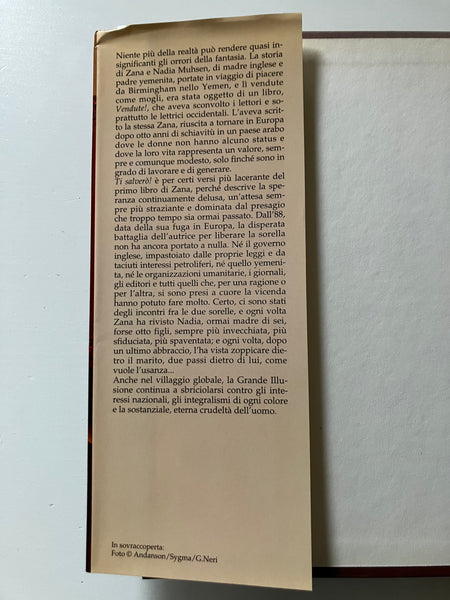 Niente più della realtà può rendere quasi in-
significanti gli orrori della fantasia. La storia
di Zana e Nadia Muhsen, di madre inglese e
padre yemenita, portate in viaggio di piacere
da Birmingham nello Yemen, e lì vendute
come mogli, era stata oggetto di un libro,
Vendute!, che aveva sconvolto i lettori e so-
prattutto le lettrici occidentali. L'aveva scrit-
to la stessa Zana, riuscita a tornare in Europa
dopo otto anni di schiavitù in un paese arabo
dove le donne non hanno alcuno status e
dove la loro vita rappresenta un valore, sem-
pre e comunque modesto, solo finché sono in
grado di lavorare e di generare.
Ti salverò! è per certi versi più lacerante del
primo libro di Zana, perché descrive la spe-
ranza continuamente delusa, un'attesa sem-
pre più straziante e dominata dal presagio
che troppo tempo sia ormai passato. Dall'88,
data della sua fuga in Europa, la disperata
battaglia dell'autrice per liberare la sorella
non ha ancora portato a nulla. Né il governo
inglese, impastoiato dalle proprie leggi e da
taciuti interessi petroliferi, né quello yemeni-
ta, né le organizzazioni umanitarie, i giornali,
gli editori e tutti quelli che, per una ragione o
per l'altra, si sono presi a cuore la vicenda
hanno potuto fare molto. Certo, ci sono stati
degli incontri fra le due sorelle, e ogni volta
Zana ha rivisto Nadia, ormai madre di sei,
forse otto figli, sempre più invecchiata, più
sfiduciata, più spaventata; e ogni volta, dopo
un ultimo abbraccio, l'ha vista zoppicare die-
tro il marito, due passi dietro di lui, come
vuole l'usanza...
Anche nel villaggio globale, la Grande Illu-
sione continua a sbriciolarsi contro gli inte-
ressi nazionali, gli integralismi di ogni colore
e la sostanziale, eterna crudeltà dell'uomo.
In sovraccoperta:
Foto © Andanson/Sygma/G.Neri